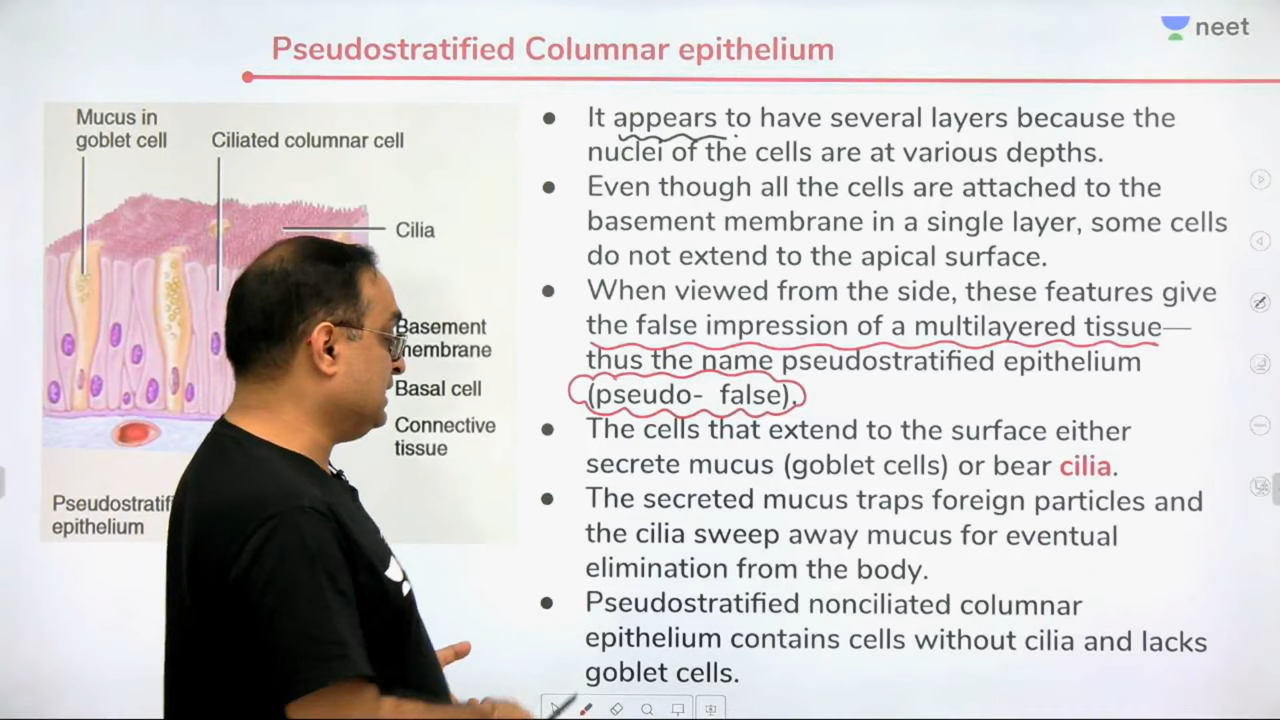 Pseudostratified Columnar epithelium
neet
Mucus in
goblet cell
Ciliated columnar cell
Cilia
Basement
membrane
Basal cell
Connective
tissue
Pseudostratif
epithelium
● It appears to have several layers because the
nuclei of the cells are at various depths.
● Even though all the cells are attached to the
basement membrane in a single layer, some cells
do not extend to the apical surface.
● When viewed from the side, these features give
the false impression of a multilayered tissue—
thus the name pseudostratified epithelium
(pseudo- false).
● The cells that extend to the surface either
secrete mucus (goblet cells) or bear cilia.
● The secreted mucus traps foreign particles and
the cilia sweep away mucus for eventual
elimination from the body.
● Pseudostratified nonciliated columnar
epithelium contains cells without cilia and lacks
goblet cells.